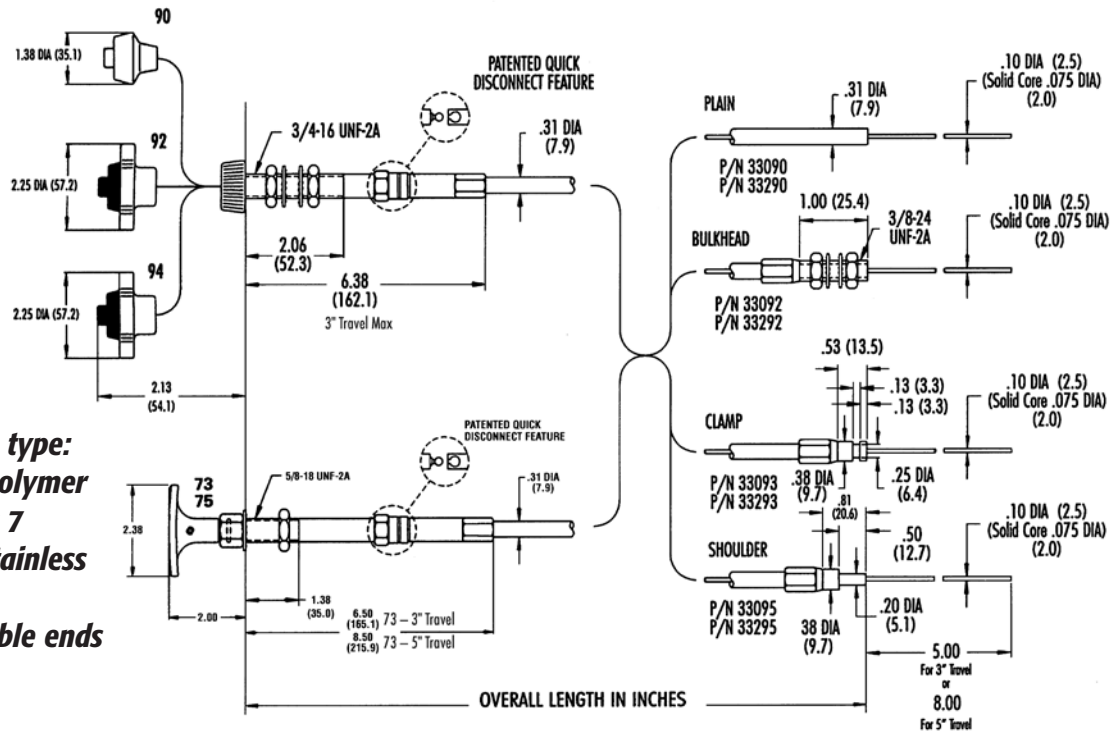 90
1.38 DIA (35.1)
92
2.25 DIA (57.2)
94
2.25 DIA (57.2)
2.13
(54.1)
3/4-16 UNF-2A
PATENTED QUICK
DISCONNECT FEATURE
.31 DIA
(7.9)
2.06
(52.3)
6.38
(162.1)
3" Travel Max
type:
olymer
7
tainless
ble ends
73
75
2.38
2.00
5/8-18 UNF-2A
PATENTED QUICK
DISCONNECT FEATURE
.31 DIA
(7.9)
1.38
(35.0)
6.50
(165.1) 73 – 3" Travel
8.50
(215.9) 73 – 5" Travel
OVERALL LENGTH IN INCHES
PLAIN
.31 DIA
(7.9)
P/N 33090
P/N 33290
.10 DIA (2.5)
(Solid Core .075 DIA)
(2.0)
BULKHEAD
1.00 (25.4)
3/8-24
UNF-2A
P/N 33092
P/N 33292
.10 DIA (2.5)
(Solid Core .075 DIA)
(2.0)
CLAMP
.53 (13.5)
.13 (3.3)
.13 (3.3)
P/N 33093
P/N 33293
.38 DIA
(9.7)
.25 DIA
(6.4)
.10 DIA (2.5)
(Solid Core .075 DIA)
(2.0)
SHOULDER
.81
(20.6)
.50
(12.7)
P/N 33095
P/N 33295
38 DIA
(9.7)
.20 DIA
(5.1)
.10 DIA (2.5)
(Solid Core .075 DIA)
(2.0)
5.00
For 3" Travel
or
8.00
For 5" Travel